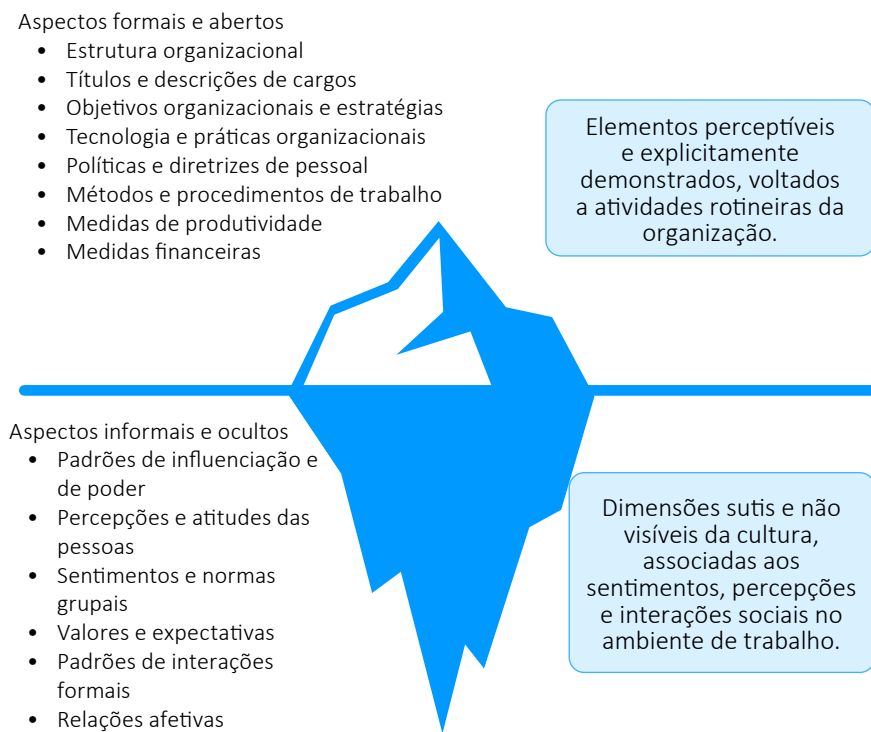 Aspectos formais e abertos
• Estrutura organizacional
• Títulos e descrições de cargos
• Objetivos organizacionais e estratégias
• Tecnologia e práticas organizacionais
• Políticas e diretrizes de pessoal
• Métodos e procedimentos de trabalho
• Medidas de produtividade
• Medidas financeiras
Elementos perceptíveis
e explicitamente
demonstrados, voltados
a atividades rotineiras da
organização.
Aspectos informais e ocultos
• Padrões de influenciação e
de poder
• Percepções e atitudes das
pessoas
• Sentimentos e normas
grupais
• Valores e expectativas
• Padrões de interações
formais
• Relações afetivas
Dimensões sutis e não
visíveis da cultura,
associadas aos
sentimentos, percepções
e interações sociais no
ambiente de trabalho.